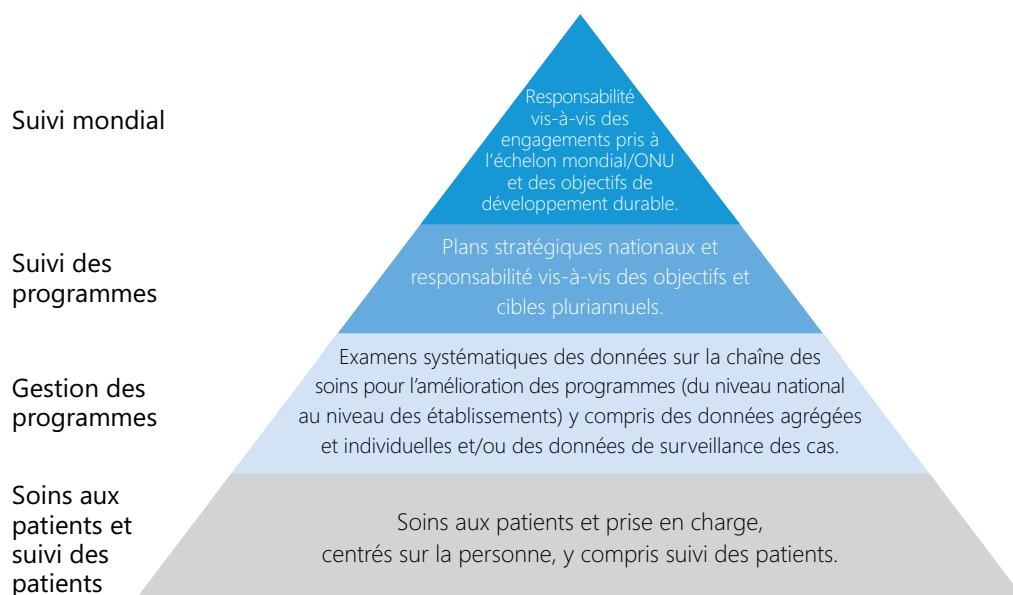 Suivi mondial
Responsabilité
vis-à-vis des
engagements pris à
l'échelon mondial/ONU
et des objectifs de
développement durable.
Suivi des
programmes
Plans stratégiques nationaux et
responsabilité vis-à-vis des objectifs et
cibles pluriannuels.
Gestion des
programmes
Examens systématiques des données sur la chaîne des
soins pour l'amélioration des programmes (du niveau national
au niveau des établissements) y compris des données agrégées
et individuelles et/ou des données de surveillance des cas.
Soins aux
patients et
suivi des
patients
Soins aux patients et prise en charge,
centrés sur la personne, y compris suivi des patients.